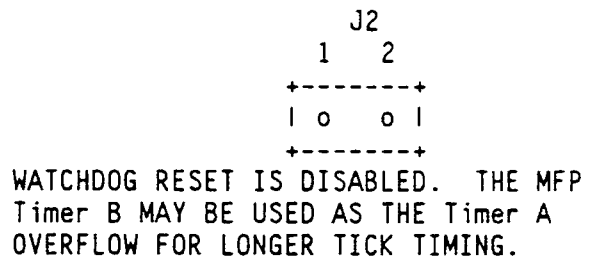 J2
1 2
+-------+
| o o |
+-------+
WATCHDOG RESET IS DISABLED. THE MFP
Timer B MAY BE USED AS THE Timer A
OVERFLOW FOR LONGER TICK TIMING.